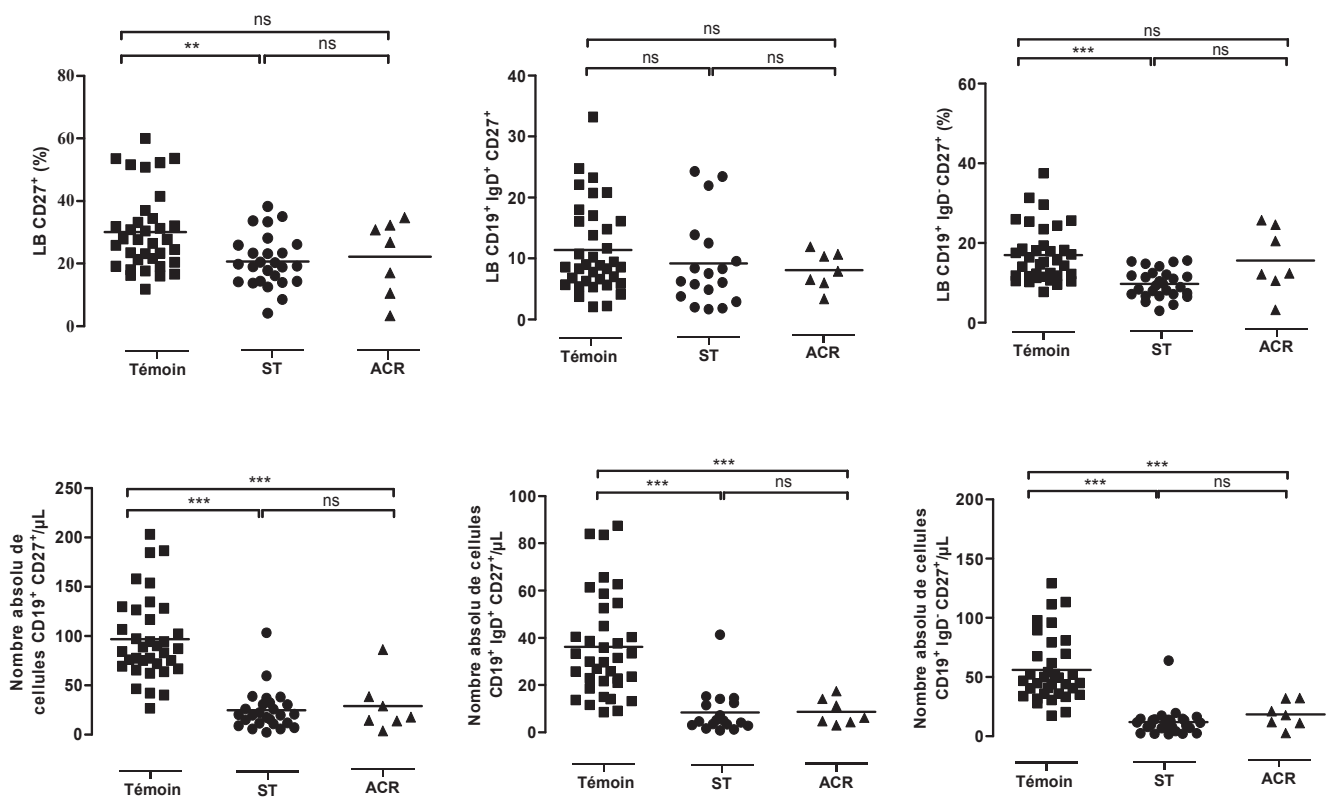 ns
** ns
LB CD27⁺ (%)
80
60
40
20
0
Témoin ST ACR
ns
ns ns
LB CD19⁺ IgD⁺ CD27⁺
40
30
20
10
0
Témoin ST ACR
ns
*** ns
LB CD19⁺ IgD⁻ CD27⁺ (%)
60
40
20
0
Témoin ST ACR
***
*** ns
Nombre absolu de
cellules CD19⁺ CD27⁺/µL
250
200
150
100
50
0
Témoin ST ACR
***
*** ns
Nombre absolu de cellules
CD19⁺ IgD⁺ CD27⁺/µL
100
80
60
40
20
0
Témoin ST ACR
***
*** ns
Nombre absolu de cellules
CD19⁺ IgD⁻ CD27⁺/µL
200
150
100
50
0
Témoin ST ACR